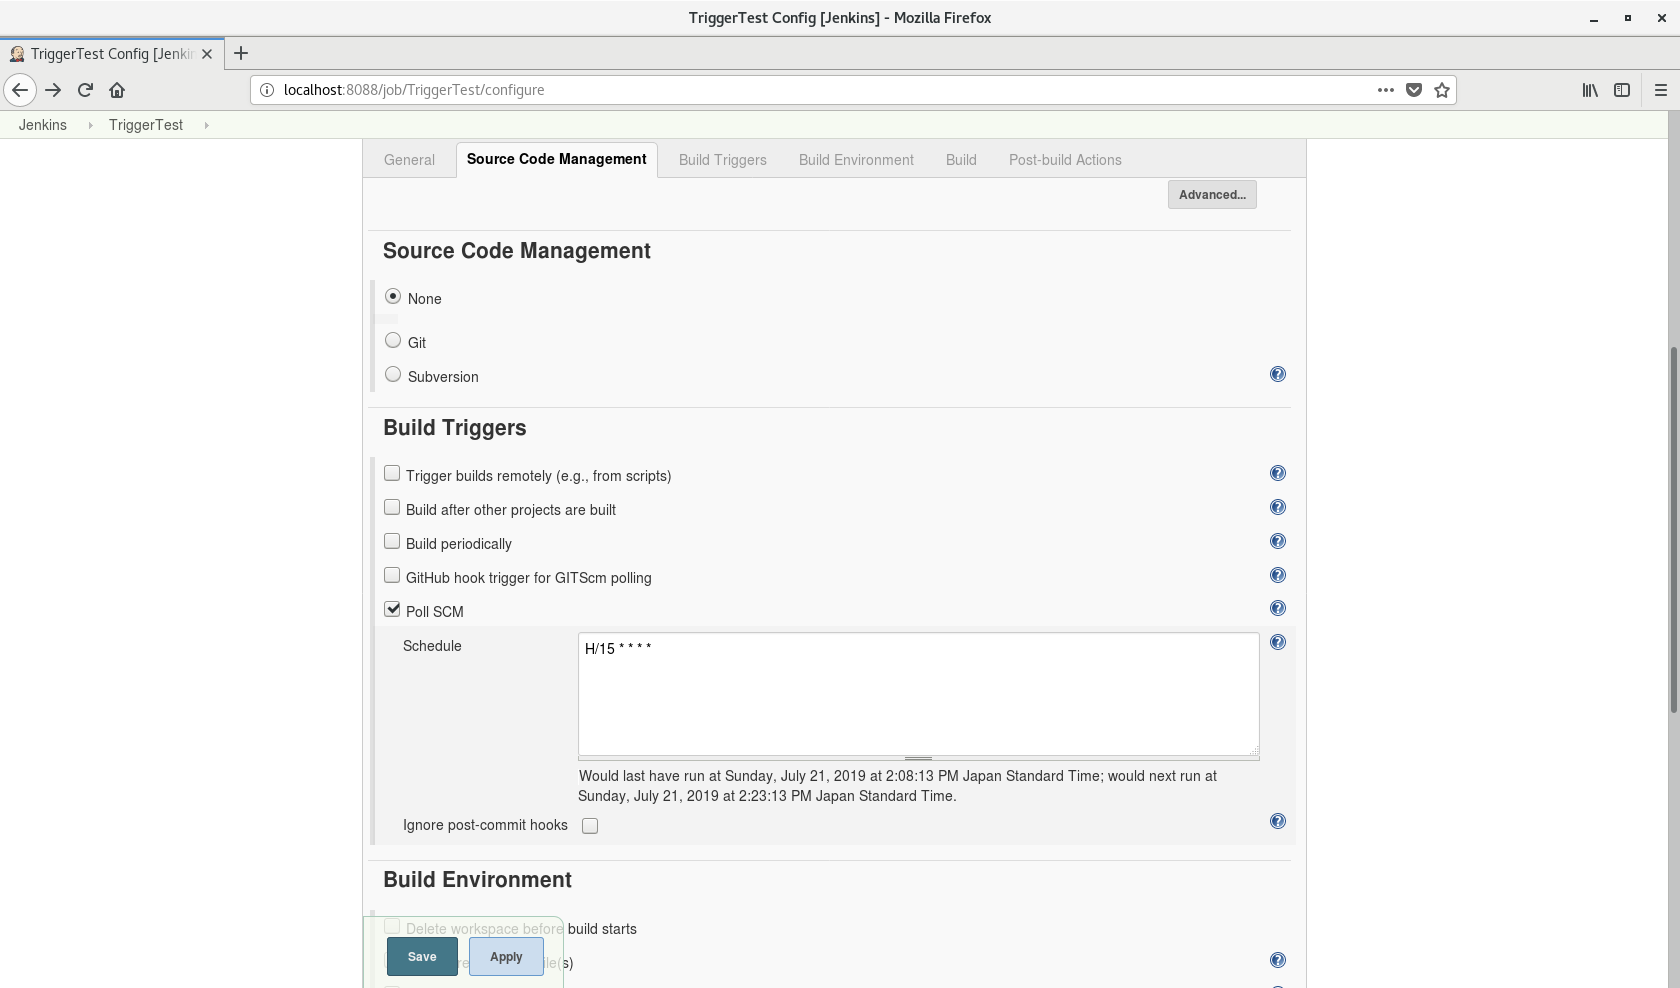 TriggerTest Config [Jenkins] - Mozilla Firefox
TriggerTest Config [Jenki
localhost:8088/job/TriggerTest/configure
Jenkins TriggerTest
General Source Code Management Build Triggers Build Environment Build Post-build Actions
Advanced...
Source Code Management
None
Git
Subversion
Build Triggers
Trigger builds remotely (e.g., from scripts)
Build after other projects are built
Build periodically
GitHub hook trigger for GITScm polling
Poll SCM
Schedule
H/15 * * * *
Would last have run at Sunday, July 21, 2019 at 2:08:13 PM Japan Standard Time; would next run at
Sunday, July 21, 2019 at 2:23:13 PM Japan Standard Time.
Ignore post-commit hooks
Build Environment
Delete workspace before build starts
Save Apply